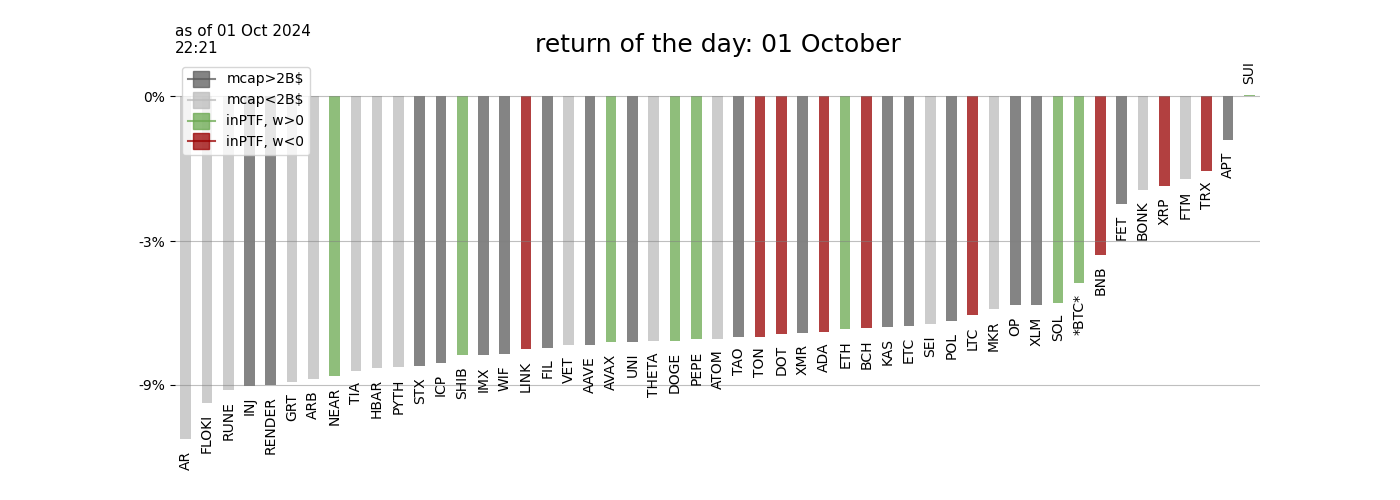 as of 01 Oct 2024
22:21
return of the day: 01 October
mcap>2B$
mcap<2B$
inPTF, w>0
inPTF, w<0
0%
-3%
-9%
AR
FLOKI
RUNE
INJ
RENDER
GRT
ARB
NEAR
TIA
HBAR
PYTH
STX
ICP
SHIB
IMX
WIF
LINK
FIL
VET
AAVE
AVAX
UNI
THETA
DOGE
PEPE
ATOM
TAO
TON
DOT
XMR
ADA
ETH
BCH
KAS
ETC
SEI
POL
LTC
MKR
OP
XLM
SOL
*BTC*
BNB
FET
BONK
XRP
FTM
TRX
APT
SUI